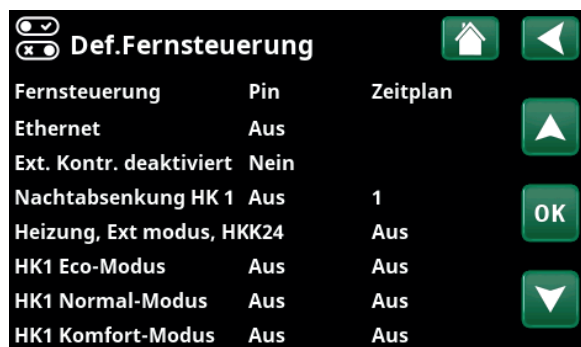 Def.Fernsteuerung
Fernsteuerung Pin Zeitplan
Ethernet Aus
Ext. Kontr. deaktiviert Nein
Nachtabsenkung HK 1 Aus 1
OK
Heizung, Ext modus, HKK24 Aus
HK1 Eco-Modus Aus Aus
HK1 Normal-Modus Aus Aus
HK1 Komfort-Modus Aus Aus